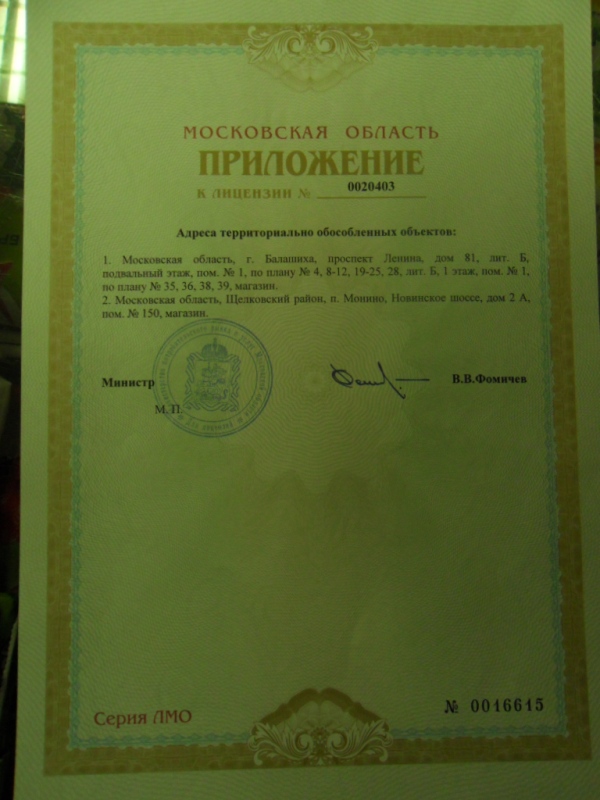 МОСКОВСКАЯ ОБЛАСТЬ
ПРИЛОЖЕНИЕ
К ЛИЦЕНЗИИ № 0020403
Адреса территориально обособленных объектов:
1. Московская область, г. Балашиха, проспект Ленина, дом 81, лит. Б,
подвальный этаж, пом. № 1, по плану № 4, 8-12, 19-25, 28, лит. Б, 1 этаж, пом. № 1,
по плану № 35, 36, 38, 39, магазин.
2. Московская область, Щелковский район, п. Монино, Новинское шоссе, дом 2 А,
пом. № 150, магазин.
Министр В.В.Фомичев
М.П.
Серия ЛМО № 0016615